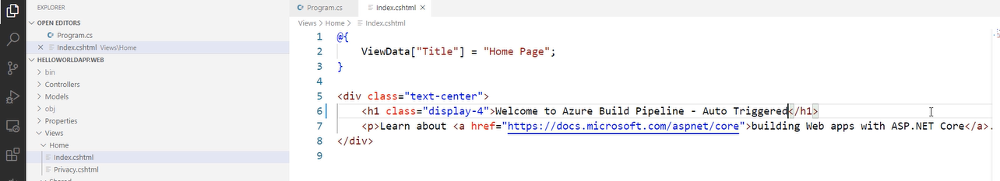 EXPLORER
OPEN EDITORS
Program.cs
Index.cshtml Views\Home
HELLOWORLDAPP.WEB
bin
Controllers
Models
obj
Properties
Views
Home
Index.cshtml
Privacy.cshtml
Shared
Program.cs Index.cshtml
Views > Home > Index.cshtml
1 @{
2 ViewData["Title"] = "Home Page";
3 }
4
5 <div class="text-center">
6 <h1 class="display-4">Welcome to Azure Build Pipeline - Auto Triggered</h1>
7 <p>Learn about <a href="https://docs.microsoft.com/aspnet/core">building Web apps with ASP.NET Core</a>.
8 </div>
9